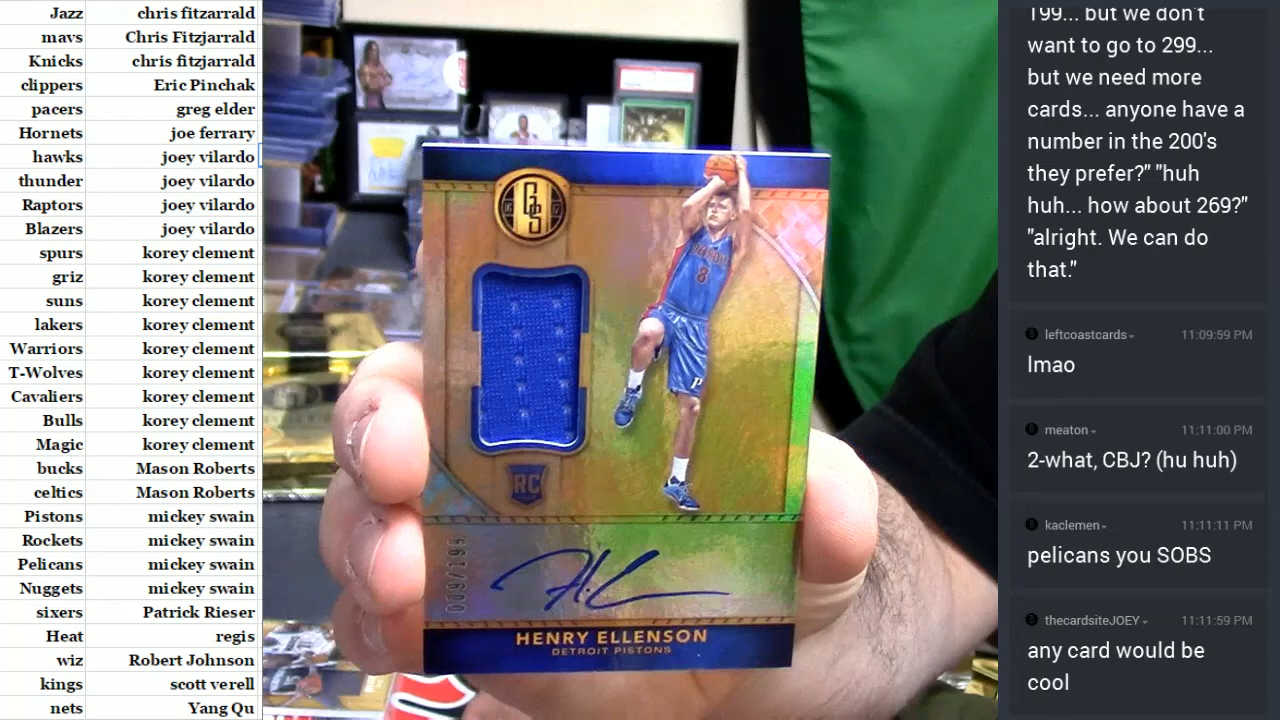 Jazz chris fitzarrald
mavs Chris Fitzjarrald
Knicks chris fitzjarrald
clippers Eric Pinchak
pacers greg elder
Hornets joe ferrary
hawks joey vilardo
thunder joey vilardo
Raptors joey vilardo
Blazers joey vilardo
spurs korey clement
griz korey clement
suns korey clement
lakers korey clement
Warriors korey clement
T-Wolves korey clement
Cavaliers korey clement
Bulls korey clement
Magic korey clement
bucks Mason Roberts
celtics Mason Roberts
Pistons mickey swain
Rockets mickey swain
Pelicans mickey swain
Nuggets mickey swain
sixers Patrick Rieser
Heat regis
wiz Robert Johnson
kings scott verell
nets Yang Qu
GS
8
P
RC
009/199
HENRY ELLENSON
DETROIT PISTONS
199... but we don't
want to go to 299...
but we need more
cards... anyone have a
number in the 200's
they prefer?" "huh
huh... how about 269?"
"alright. We can do
that."
leftcoastcards 11:09:59 PM
lmao
meaton 11:11:00 PM
2-what, CBJ? (hu huh)
kaclemen 11:11:11 PM
pelicans you SOBS
thecardsiteJOEY 11:11:59 PM
any card would be
cool